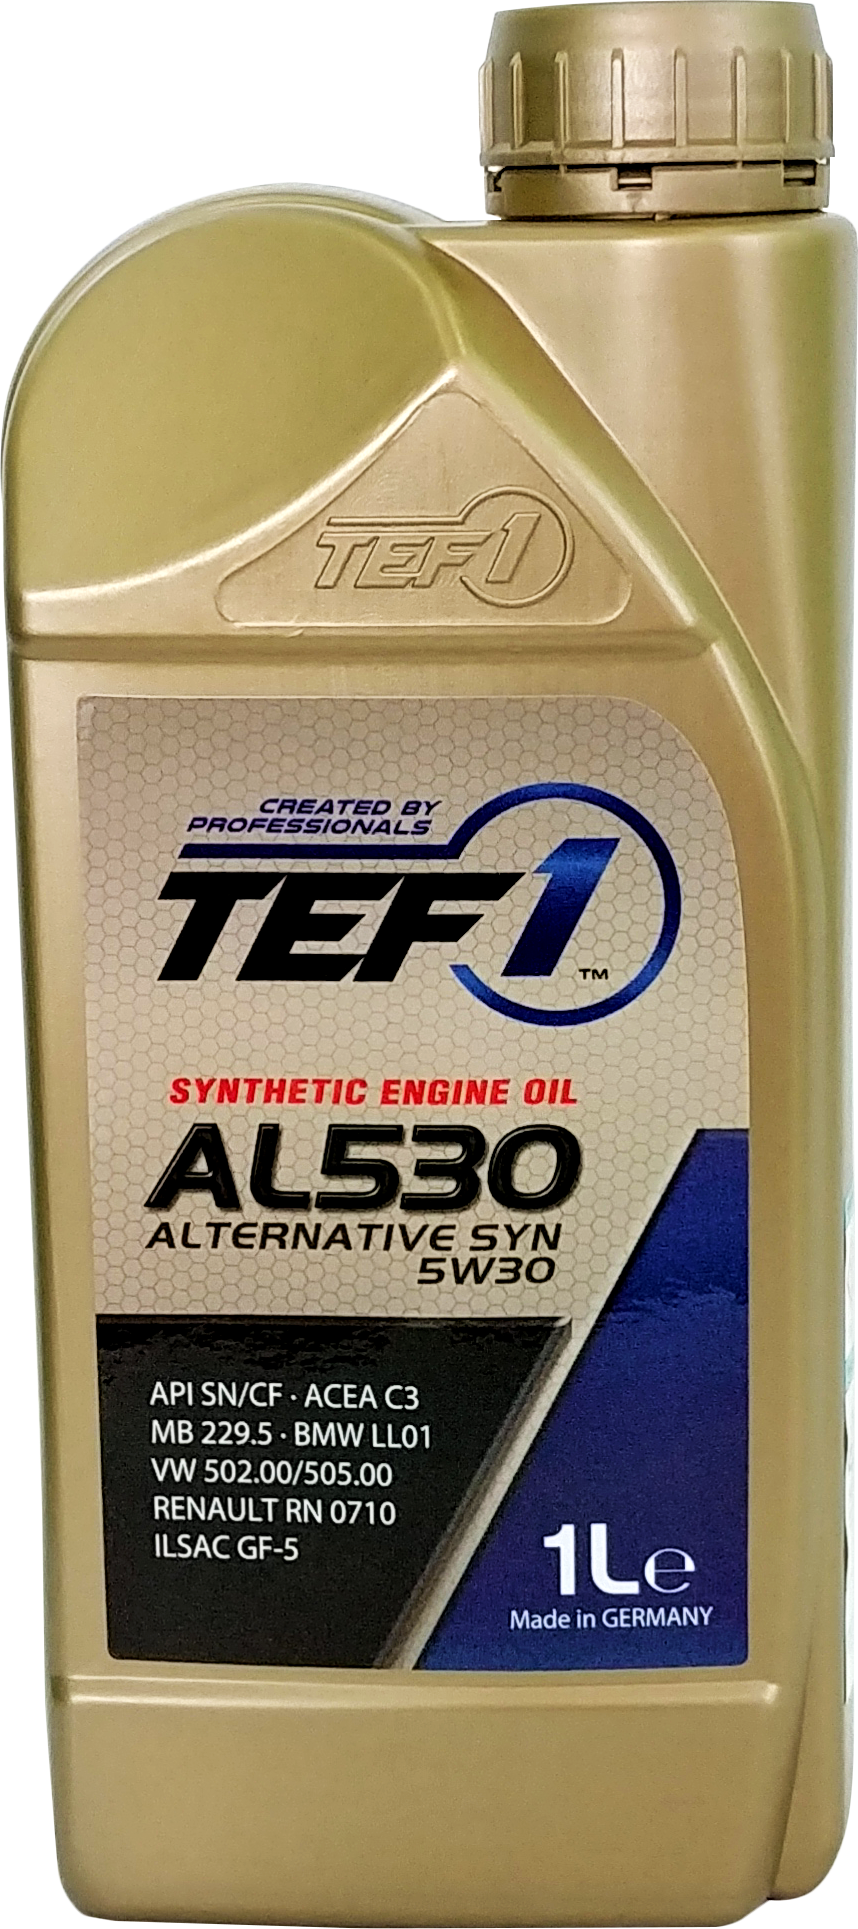 TEF1
CREATED BY
PROFESSIONALS
TEF1
™
SYNTHETIC ENGINE OIL
AL530
ALTERNATIVE SYN
5W30
API SN/CF · ACEA C3
MB 229.5 · BMW LL01
VW 502.00/505.00
RENAULT RN 0710
ILSAC GF-5
1L e
Made in GERMANY